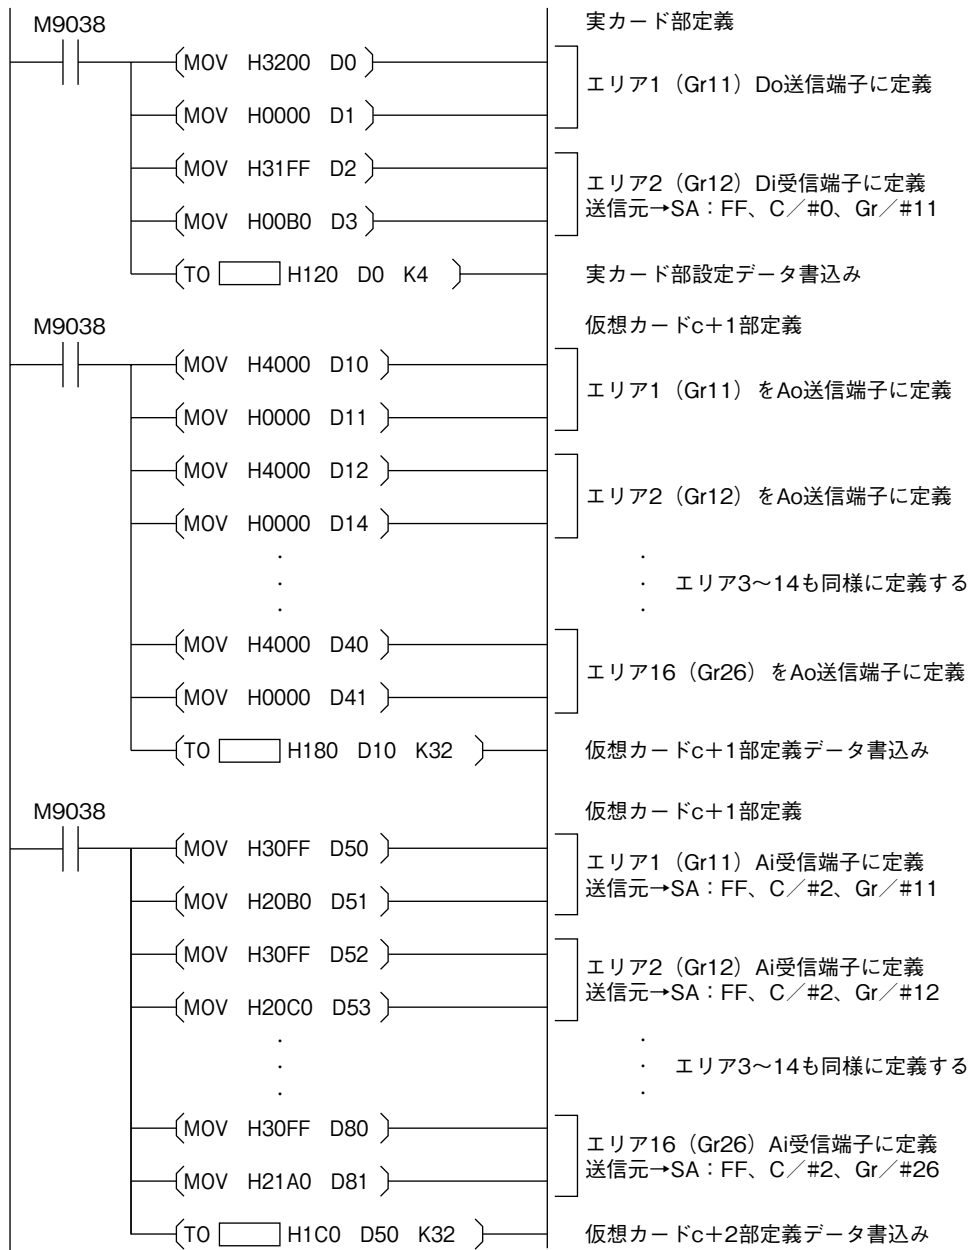 M9038
実カード部定義
MOV H3200 D0
エリア1（Gr11）Do送信端子に定義
MOV H0000 D1
MOV H31FF D2
エリア2（Gr12）Di受信端子に定義
送信元→SA：FF、C／#0、Gr／#11
MOV H00B0 D3
TO H120 D0 K4
実カード部設定データ書込み
M9038
仮想カードc＋1部定義
MOV H4000 D10
エリア1（Gr11）をAo送信端子に定義
MOV H0000 D11
MOV H4000 D12
エリア2（Gr12）をAo送信端子に定義
MOV H0000 D14
・
・
・
・
・ エリア3〜14も同様に定義する
・
MOV H4000 D40
エリア16（Gr26）をAo送信端子に定義
MOV H0000 D41
TO H180 D10 K32
仮想カードc＋1部定義データ書込み
M9038
仮想カードc＋1部定義
MOV H30FF D50
エリア1（Gr11）Ai受信端子に定義
送信元→SA：FF、C／#2、Gr／#11
MOV H20B0 D51
MOV H30FF D52
エリア2（Gr12）Ai受信端子に定義
送信元→SA：FF、C／#2、Gr／#12
MOV H20C0 D53
・
・
・
・
・ エリア3〜14も同様に定義する
・
MOV H30FF D80
エリア16（Gr26）Ai受信端子に定義
送信元→SA：FF、C／#2、Gr／#26
MOV H21A0 D81
TO H1C0 D50 K32
仮想カードc＋2部定義データ書込み